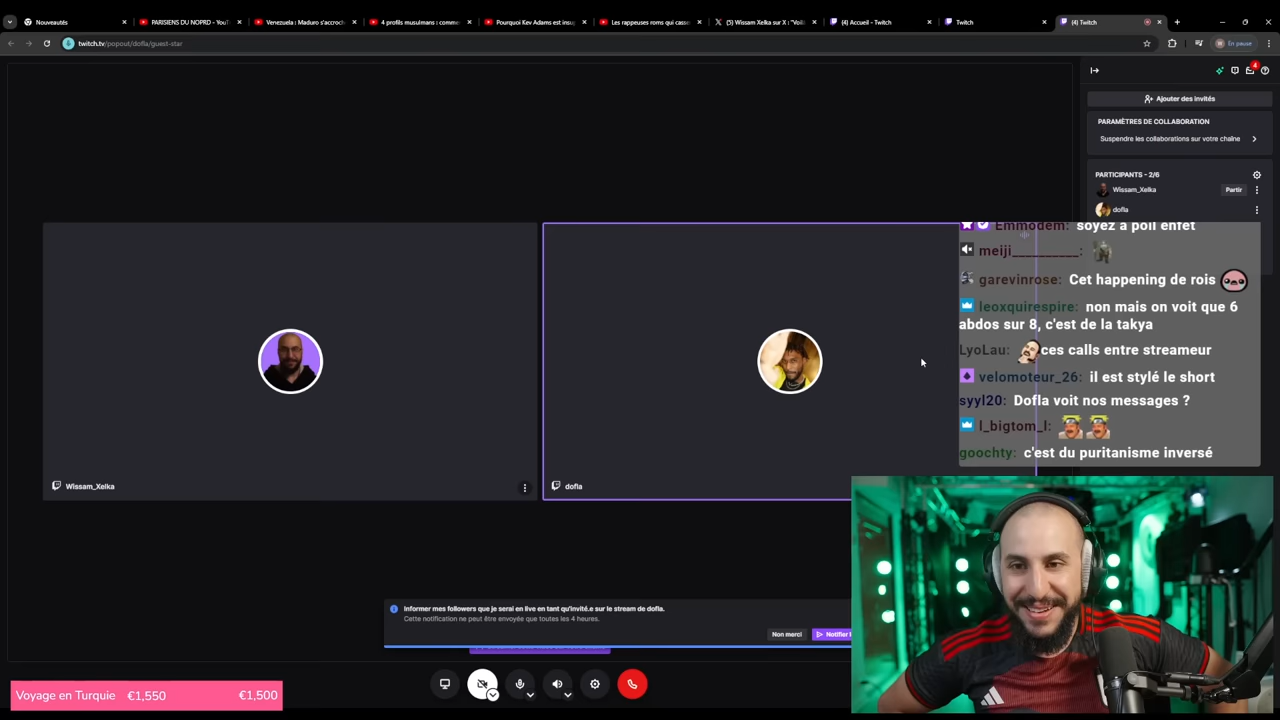 Nouveautés
PARISIENS DU NOPRD - YouT
Venezuela : Maduro s'accroch
4 profils musulmans : comme
Pourquoi Kev Adams est insu
Les rappeuses roms qui casse
(5) Wissam Xelka sur X : "Voil
(4) Accueil - Twitch
Twitch
(4) Twitch
twitch.tv/popout/dofla/guest-star
En pause
4
Ajouter des invités
PARAMÈTRES DE COLLABORATION
Suspendre les collaborations sur votre chaîne
PARTICIPANTS - 2/6
Wissam_Xelka
Partir
dofla
Emmodem: soyez a poil enfet
meiji__________:
garevinrose: Cet happening de rois
leoxquirespire: non mais on voit que 6
abdos sur 8, c'est de la takya
LyoLau: ces calls entre streameur
velomoteur_26: il est stylé le short
syyl20: Dofla voit nos messages ?
l_bigtom_l:
goochty: c'est du puritanisme inversé
Wissam_Xelka
dofla
Informer mes followers que je serai en live en tant qu'invité.e sur le stream de dofla.
Cette notification ne peut être envoyée que toutes les 4 heures.
Non merci
Notifier
Voyage en Turquie €1,550 €1,500